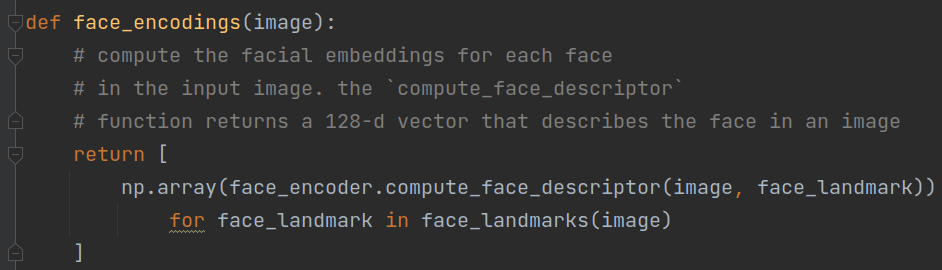 def face_encodings(image):
    # compute the facial embeddings for each face
    # in the input image. the `compute_face_descriptor`
    # function returns a 128-d vector that describes the face in an image
    return [
        np.array(face_encoder.compute_face_descriptor(image, face_landmark))
            for face_landmark in face_landmarks(image)
    ]